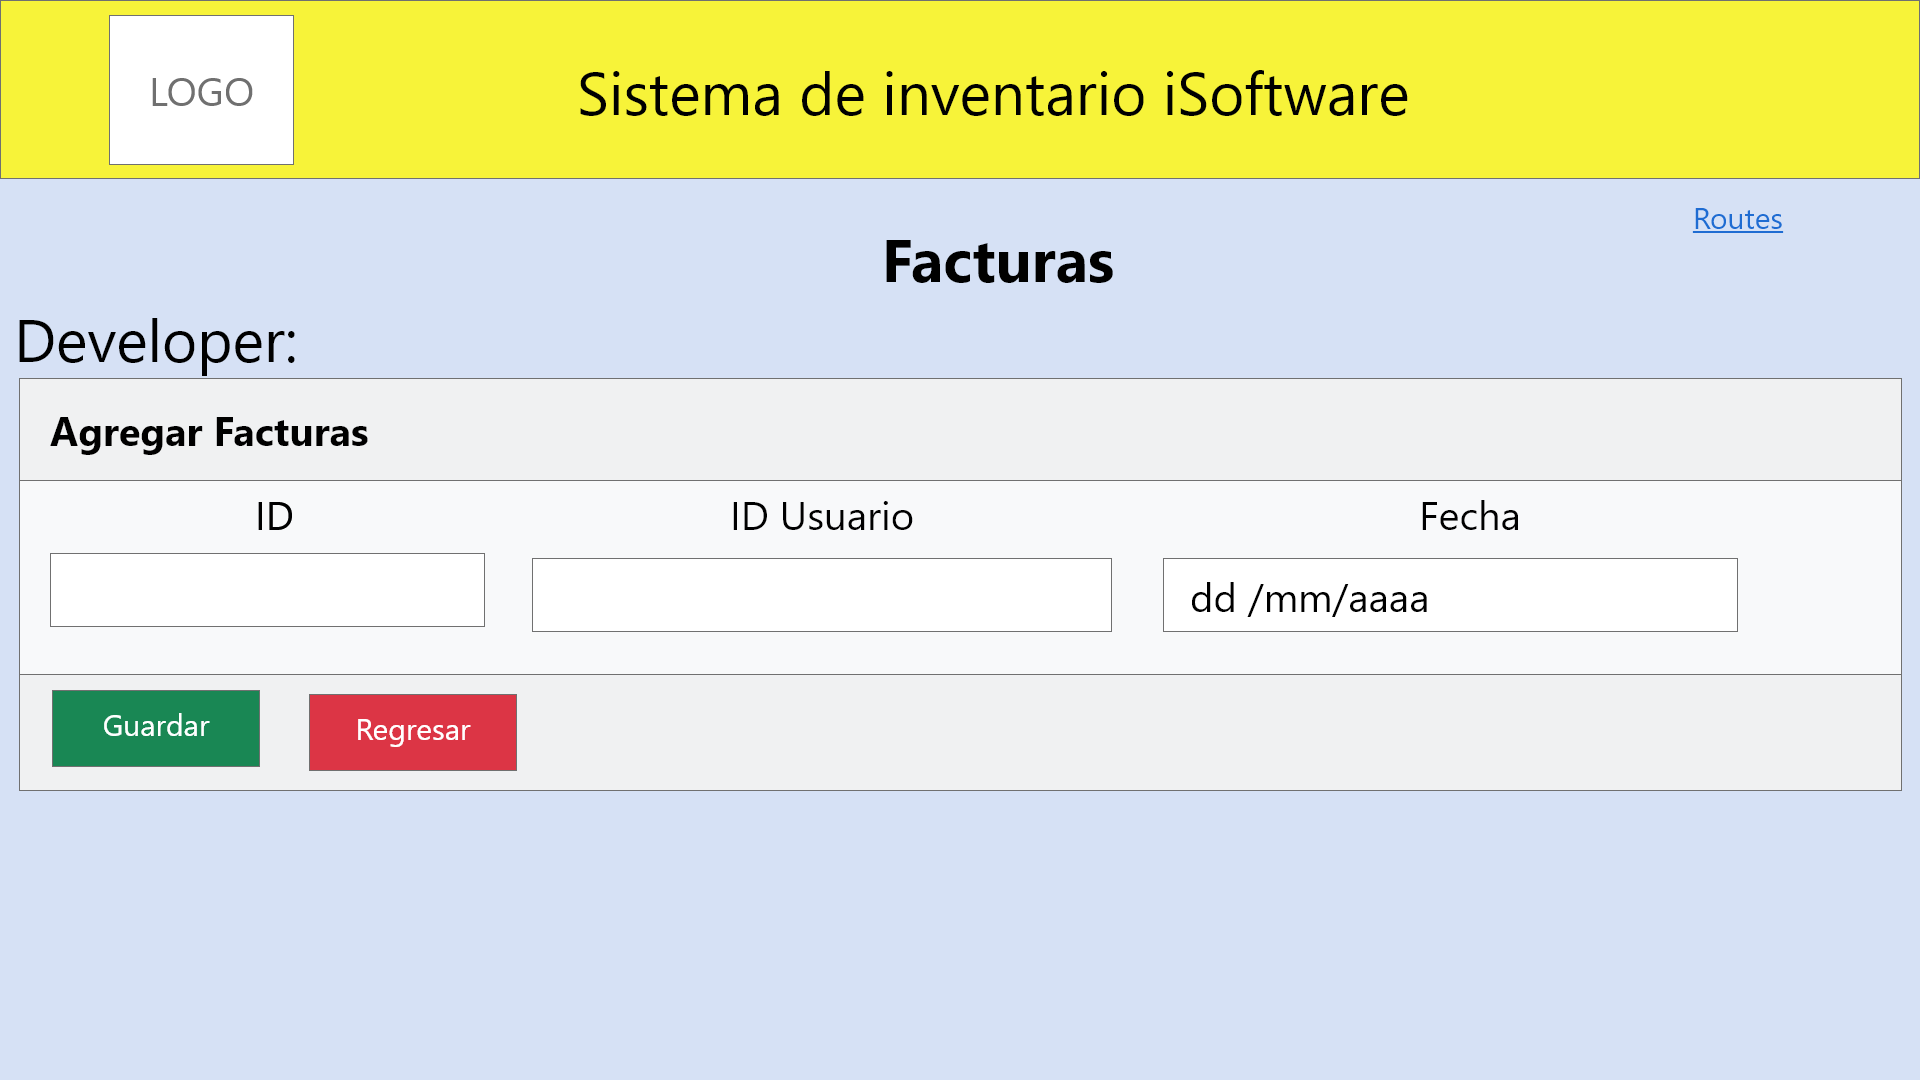 LOGO
Sistema de inventario iSoftware
Routes
Facturas
Developer:
Agregar Facturas
ID
ID Usuario
Fecha
dd /mm/aaaa
Guardar
Regresar